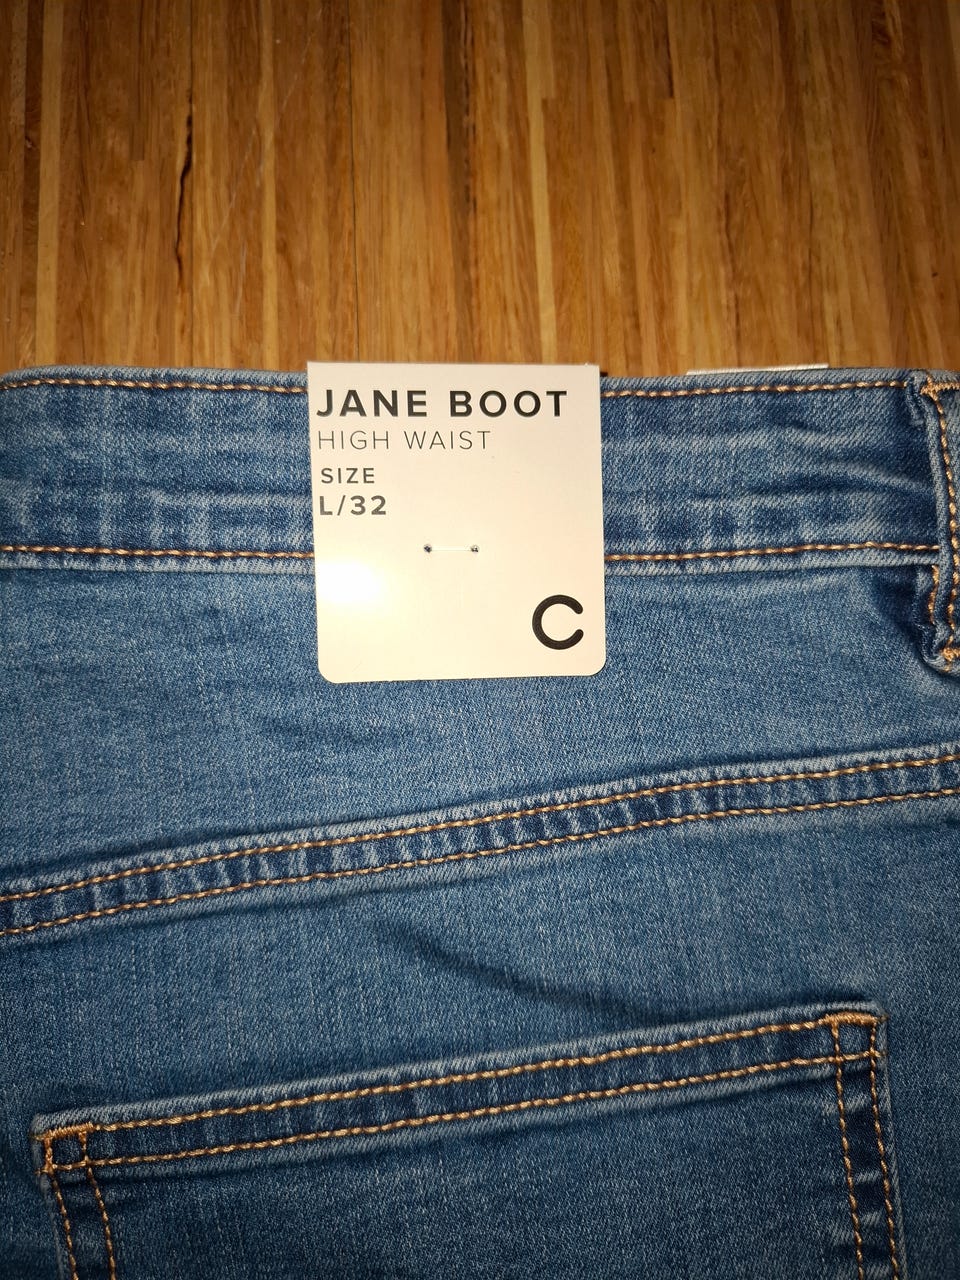 JANE BOOT
HIGH WAIST
SIZE
L/32
C